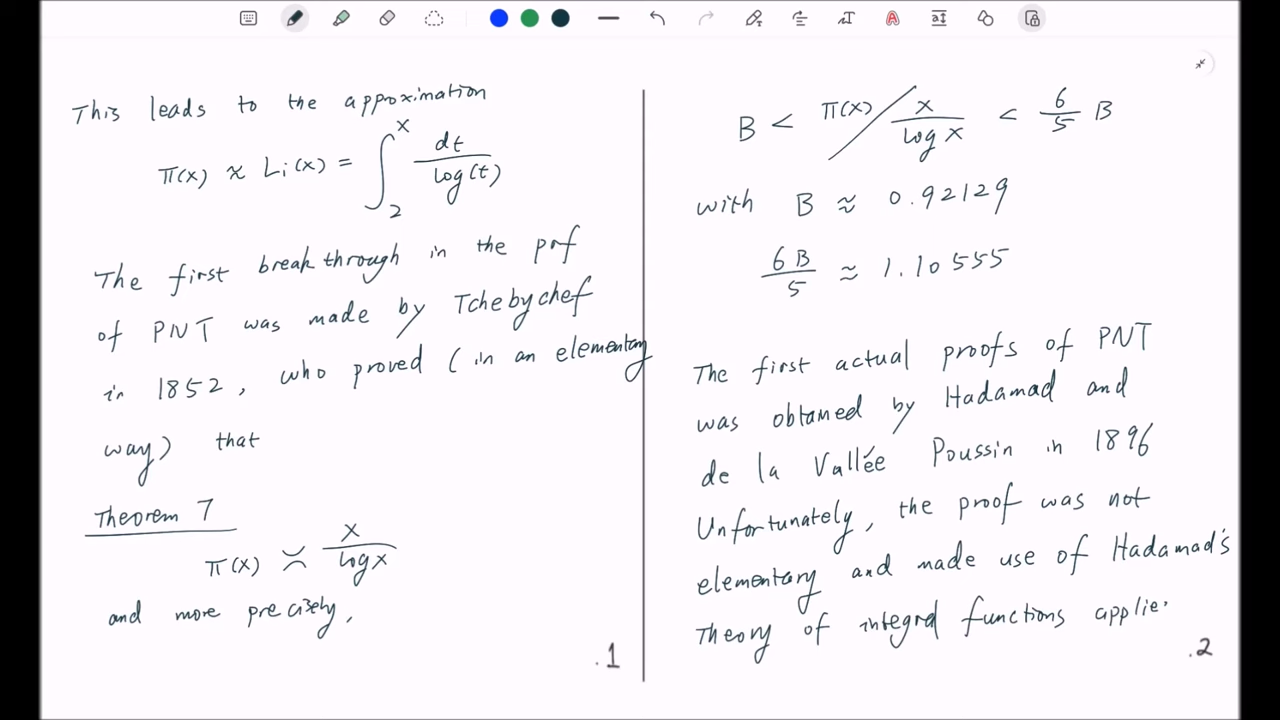 This leads to the approximation
π(x) ≈ Li(x) = ∫₂ˣ dt / log(t)
The first breakthrough in the prf
of PNT was made by Tchebychef
in 1852, who proved (in an elementary
way) that
Theorem 7
π(x) ≍ x / log x
and more precisely,
.1
B < π(x) / (x / log x) < 6/5 B
with B ≈ 0.92129
6B/5 ≈ 1.10555
The first actual proofs of PNT
was obtained by Hadamad and
de la Vallée Poussin in 1896
Unfortunately, the proof was not
elementary and made use of Hadamad's
Theory of integral functions applie
.2